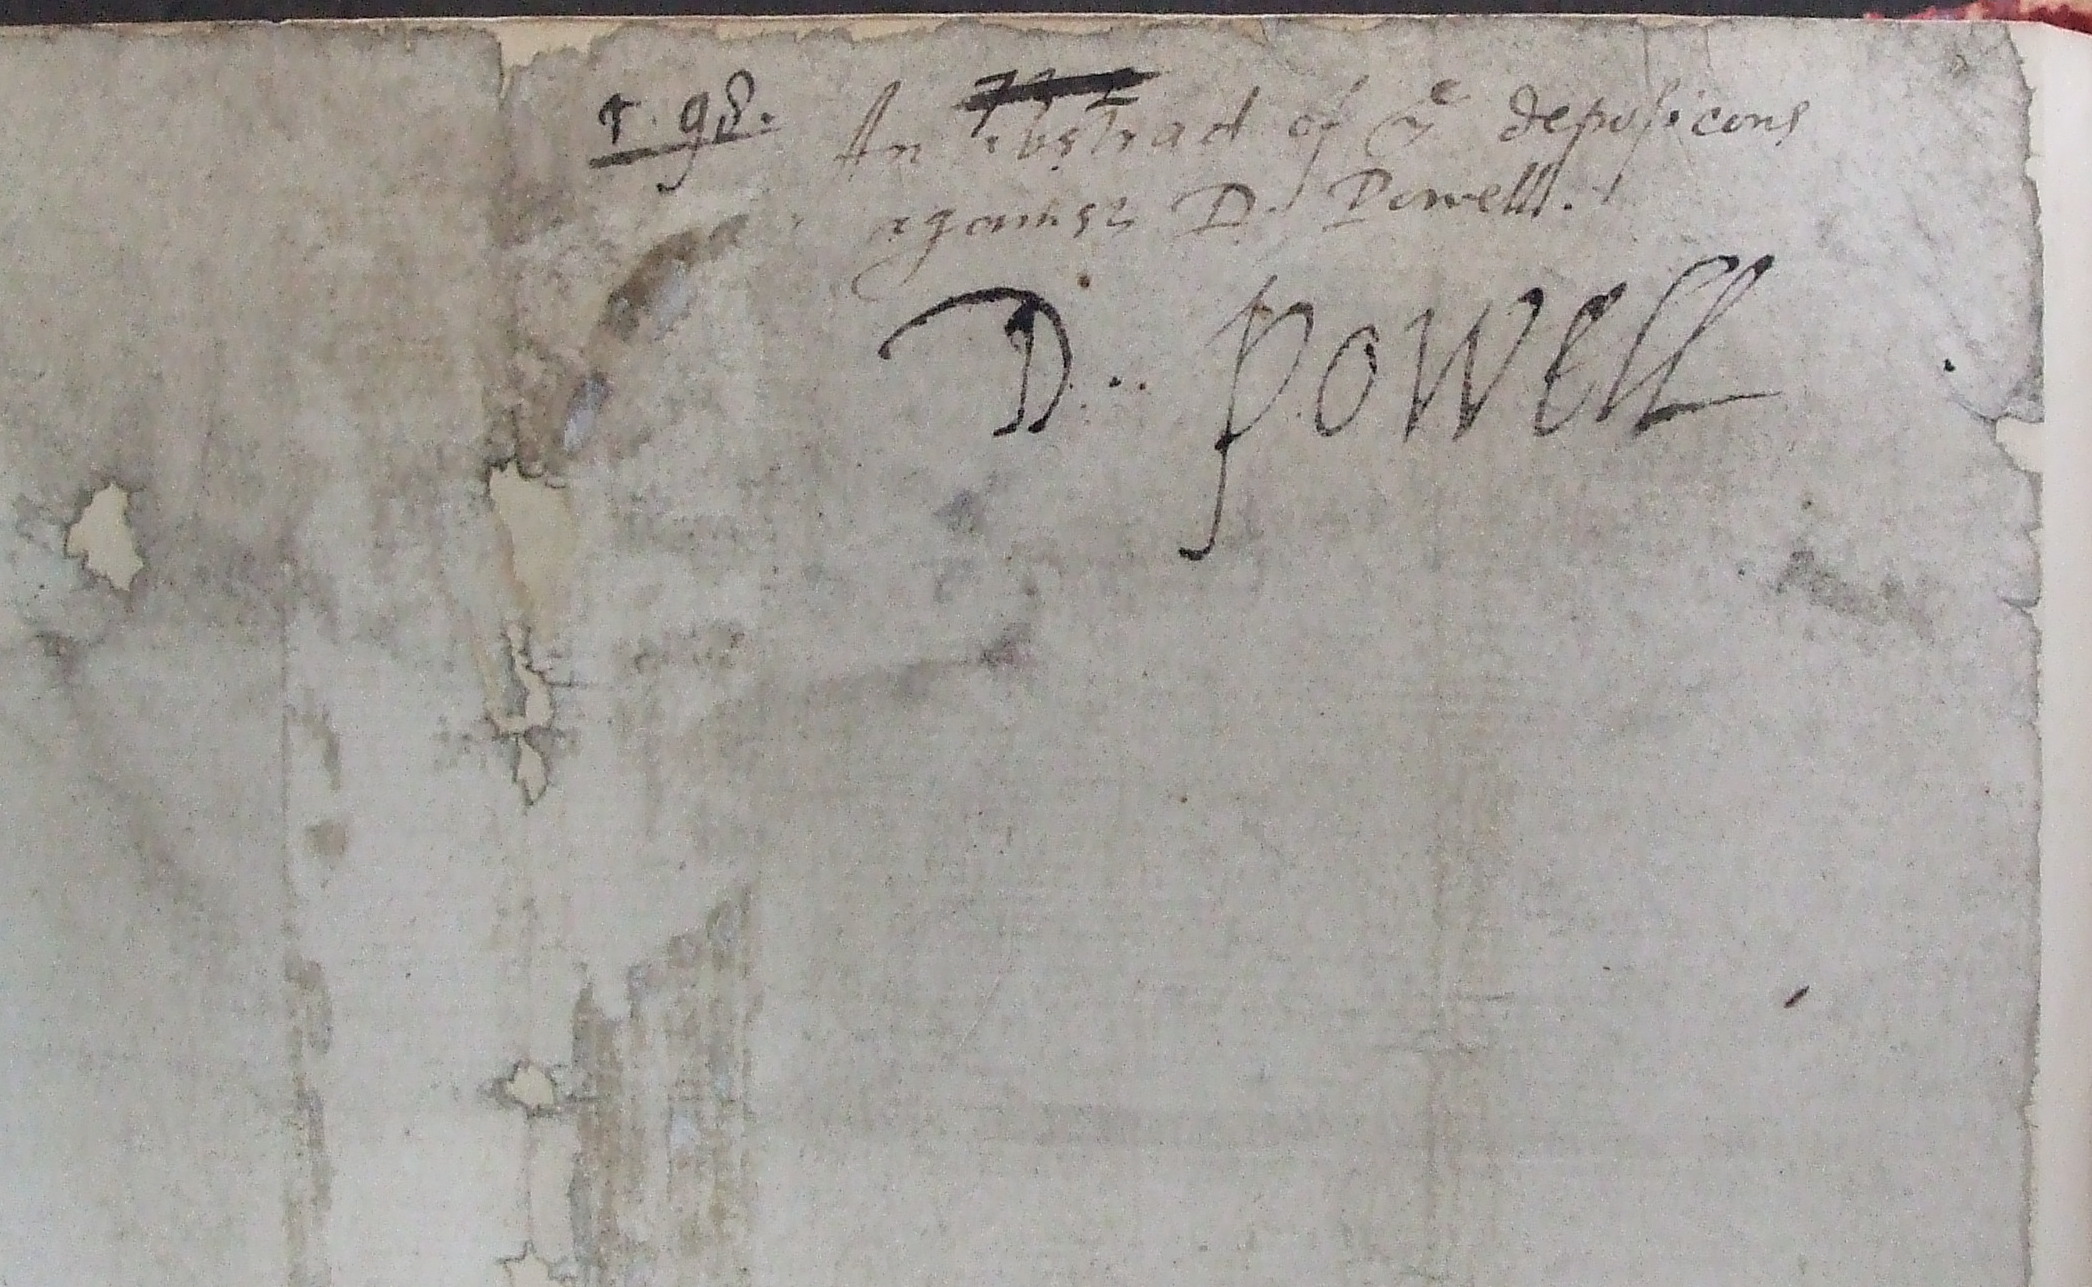 r. 98. An abstract of yᵉ deposicons
against D. Powell.
D.. Powell